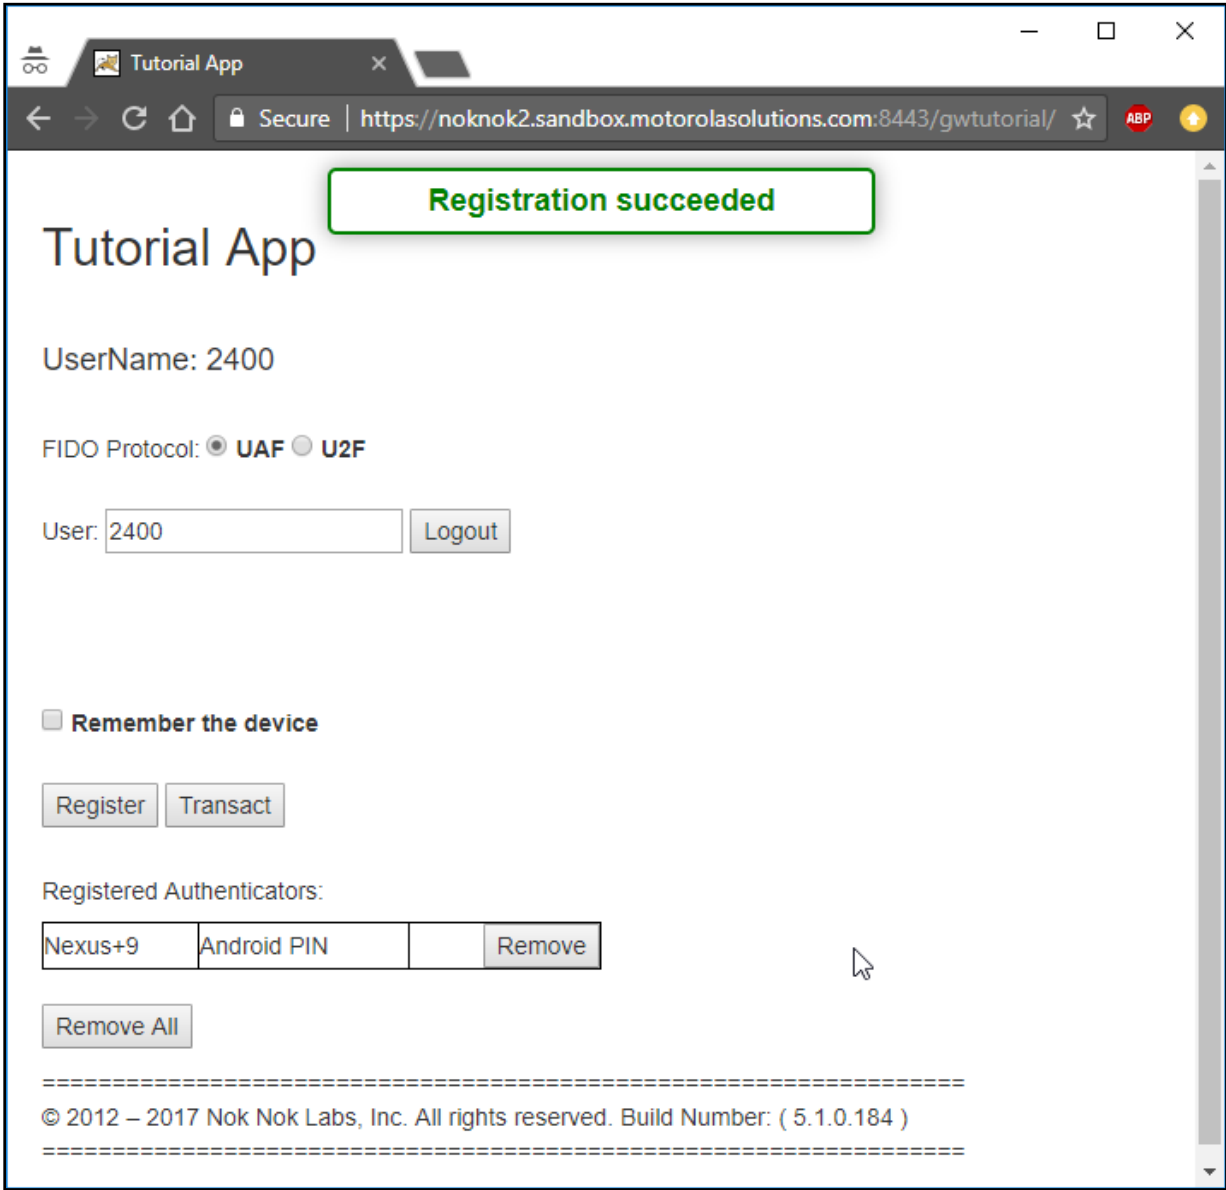 Tutorial App
Secure | https://noknok2.sandbox.motorolasolutions.com:8443/gwtutorial/ ABP
Registration succeeded
Tutorial App
UserName: 2400
FIDO Protocol: UAF U2F
User: 2400 Logout
Remember the device
Register Transact
Registered Authenticators:
Nexus+9 Android PIN Remove
Remove All
==================================================================
© 2012 – 2017 Nok Nok Labs, Inc. All rights reserved. Build Number: ( 5.1.0.184 )
==================================================================